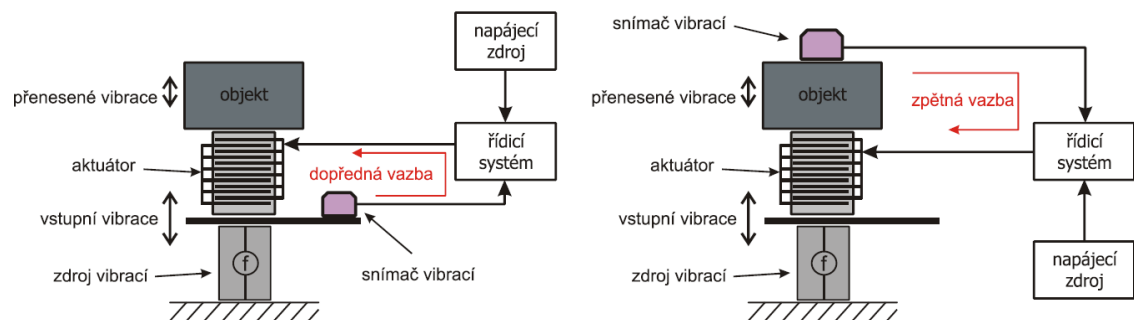 napájecí
zdroj
objekt
přenesené vibrace
řídicí
systém
aktuátor
dopředná vazba
vstupní vibrace
zdroj vibrací
f
snímač vibrací
snímač vibrací
objekt
přenesené vibrace
zpětná vazba
řídicí
systém
aktuátor
vstupní vibrace
zdroj vibrací
f
napájecí
zdroj